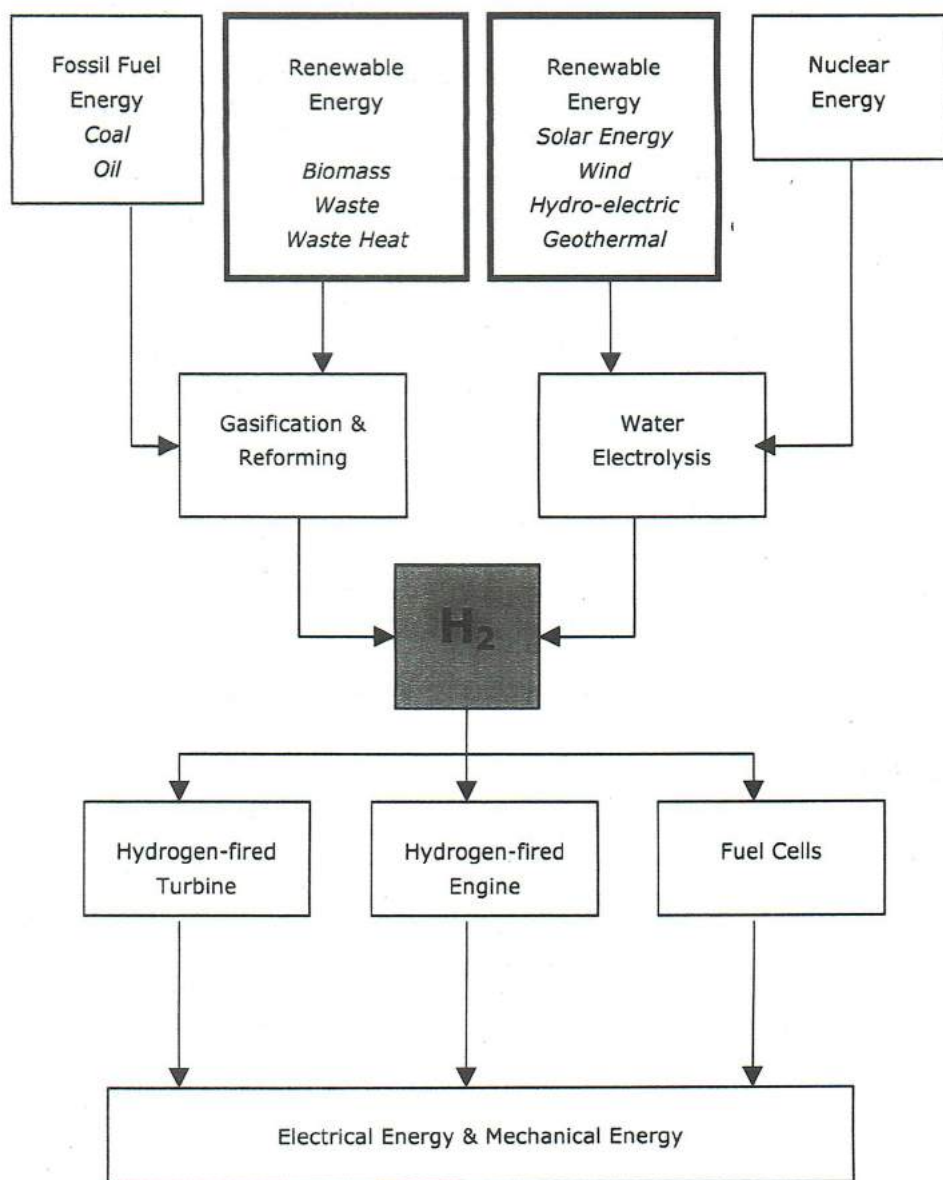 Fossil Fuel
Energy
Coal
Oil
Renewable
Energy
Biomass
Waste
Waste Heat
Renewable
Energy
Solar Energy
Wind
Hydro-electric
Geothermal
Nuclear
Energy
Gasification &
Reforming
Water
Electrolysis
H₂
Hydrogen-fired
Turbine
Hydrogen-fired
Engine
Fuel Cells
Electrical Energy & Mechanical Energy